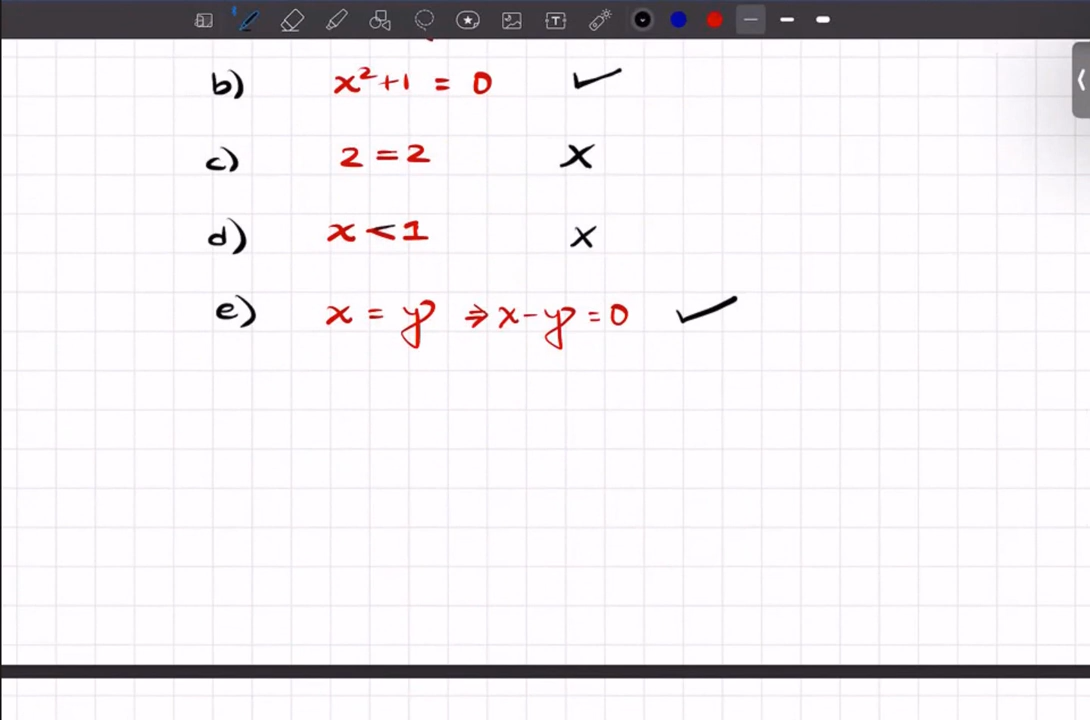 b) x²+1 = 0 ✓
c) 2 = 2 x
d) x < 1 x
e) x = y ⇒ x - y = 0 ✓